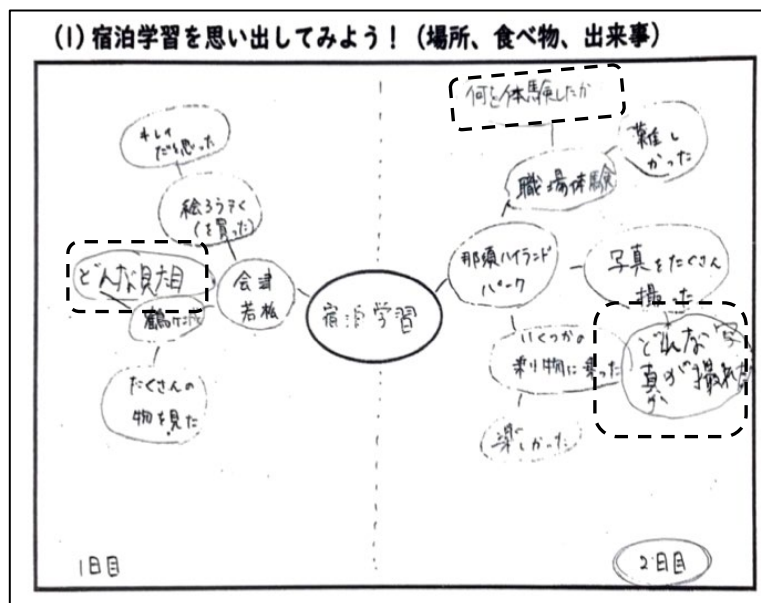 (1) 宿泊学習を思い出してみよう! (場所、食べ物、出来事)
きれい
だと思った
絵ろうそく
(を買った)
どんな見た目
会津
若松
鶴ヶ城
たくさんの
物を見た
宿泊学習
何を体験したか
職場体験
難し
かった
那須ハイランド
パーク
写真をたくさん
撮った
どんな写
真が撮れた
か
いくつかの
乗り物に乗った
楽しかった
1日目
2日目